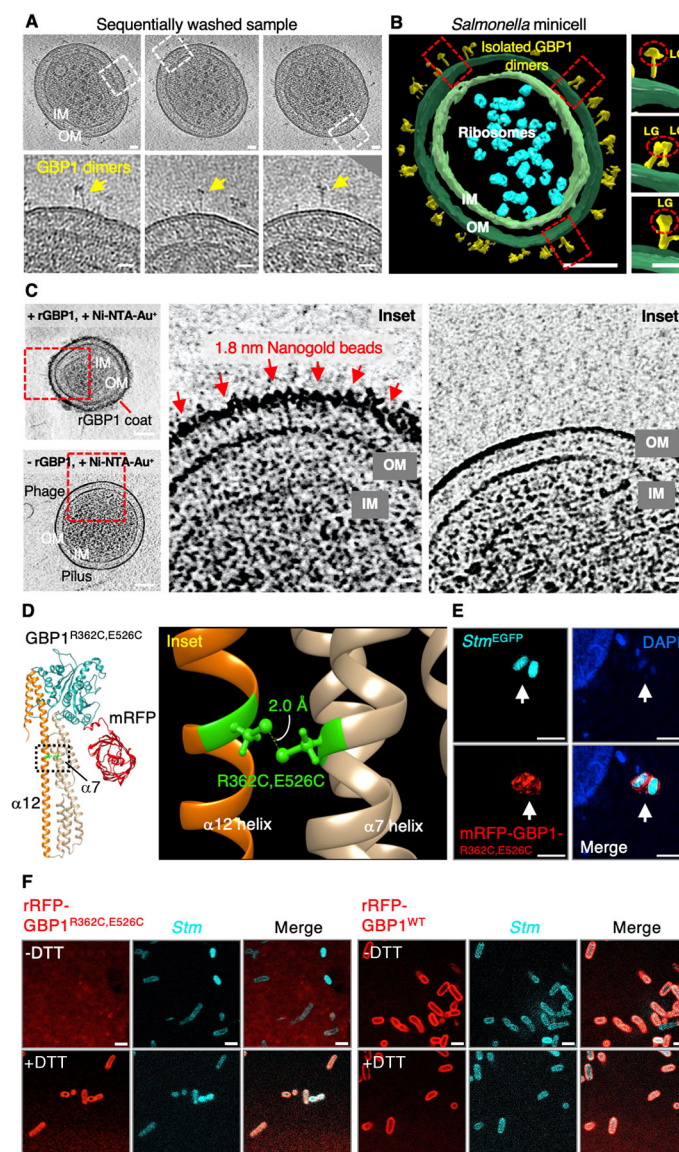 A
Sequentially washed sample
IM
OM
GBP1 dimers
B
Salmonella minicell
Isolated GBP1
dimers
Ribosomes
IM
OM
LG
LG LG
LG
C
+ rGBP1, + Ni-NTA-Au⁺
IM
OM
rGBP1 coat
- rGBP1, + Ni-NTA-Au⁺
Phage
OM
IM
Pilus
Inset
1.8 nm Nanogold beads
OM
IM
Inset
OM
IM
D
GBP1R362C,E526C
mRFP
α7
α12
Inset
2.0 Å
R362C,E526C
α12 helix
α7 helix
E
StmEGFP
DAPI
mRFP-GBP1-
R362C,E526C
Merge
F
rRFP-
GBP1R362C,E526C
Stm
Merge
rRFP-
GBP1WT
Stm
Merge
-DTT
-DTT
+DTT
+DTT